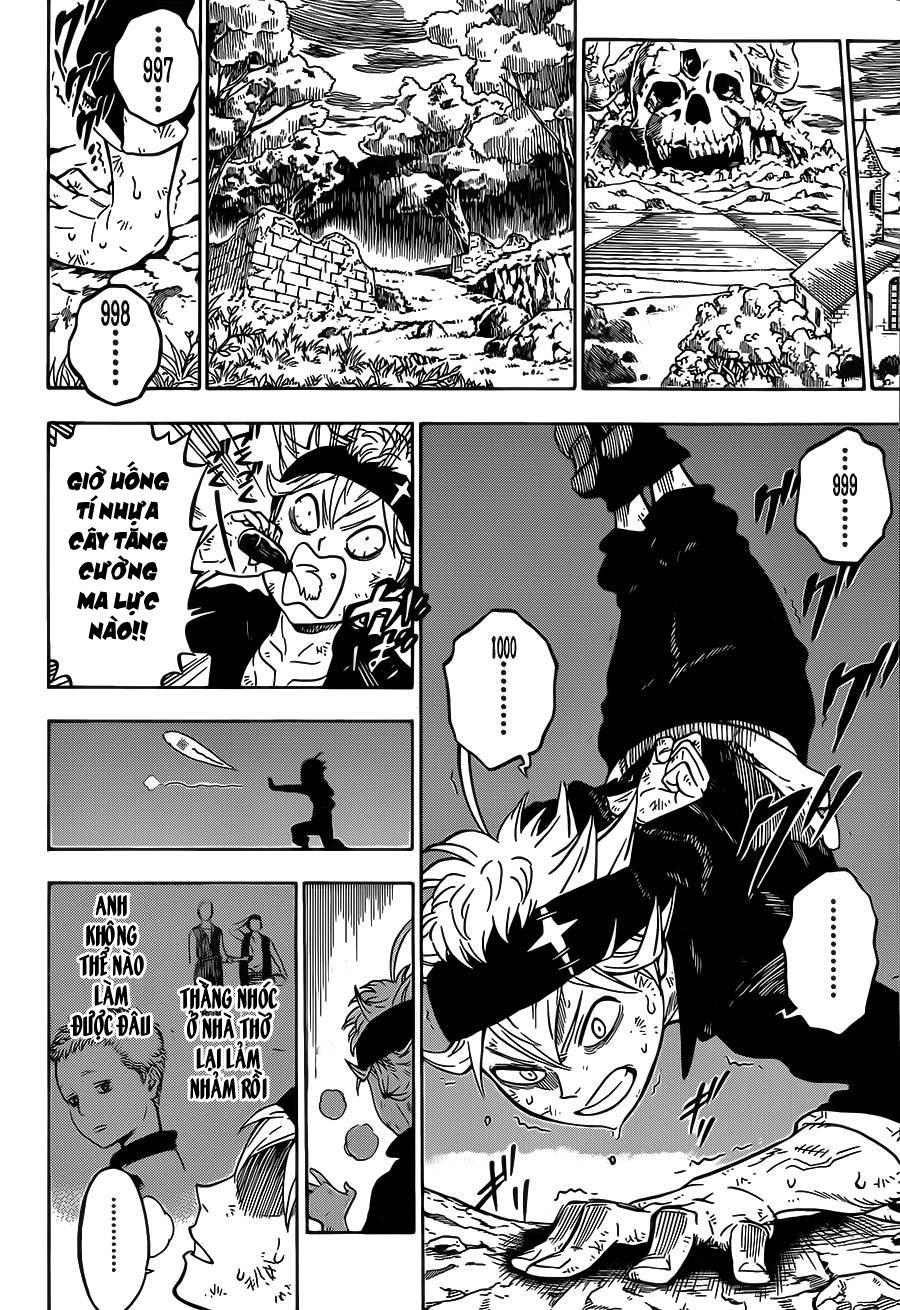 ......
997
......
998
......
......
999
......
......
1000
......
......
GIỜ UỐNG
TÍ NHỰA
CÂY TĂNG
CƯỜNG
MA LỰC
NÀO!!
THẰNG NHÓC
Ở NHÀ THỜ
LẠI LẢM
NHẢM RỒI
ANH
KHÔNG
THỂ NÀO
LÀM
ĐƯỢC ĐÂU
......